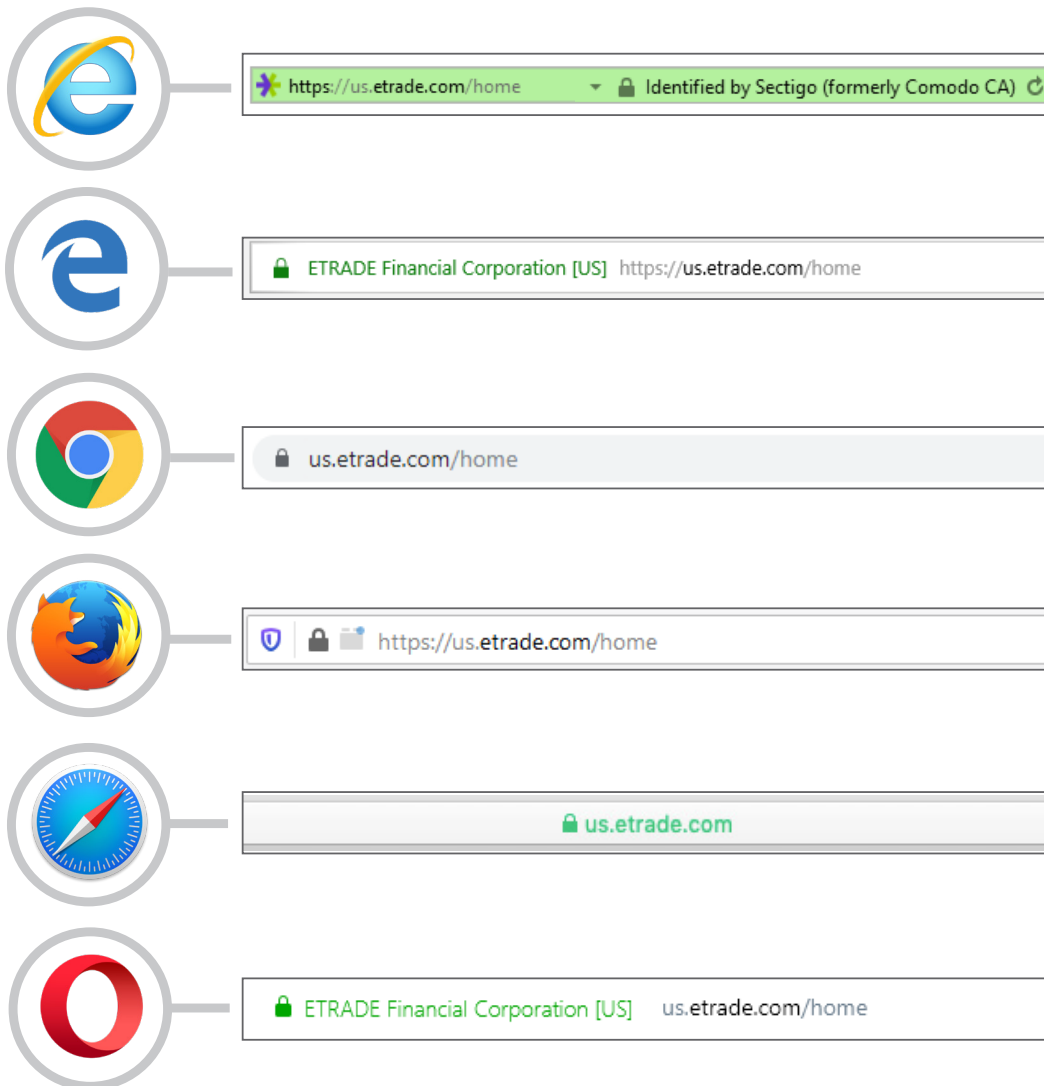 https://us.etrade.com/home Identified by Sectigo (formerly Comodo CA)
ETRADE Financial Corporation [US] https://us.etrade.com/home
us.etrade.com/home
https://us.etrade.com/home
us.etrade.com
ETRADE Financial Corporation [US] us.etrade.com/home